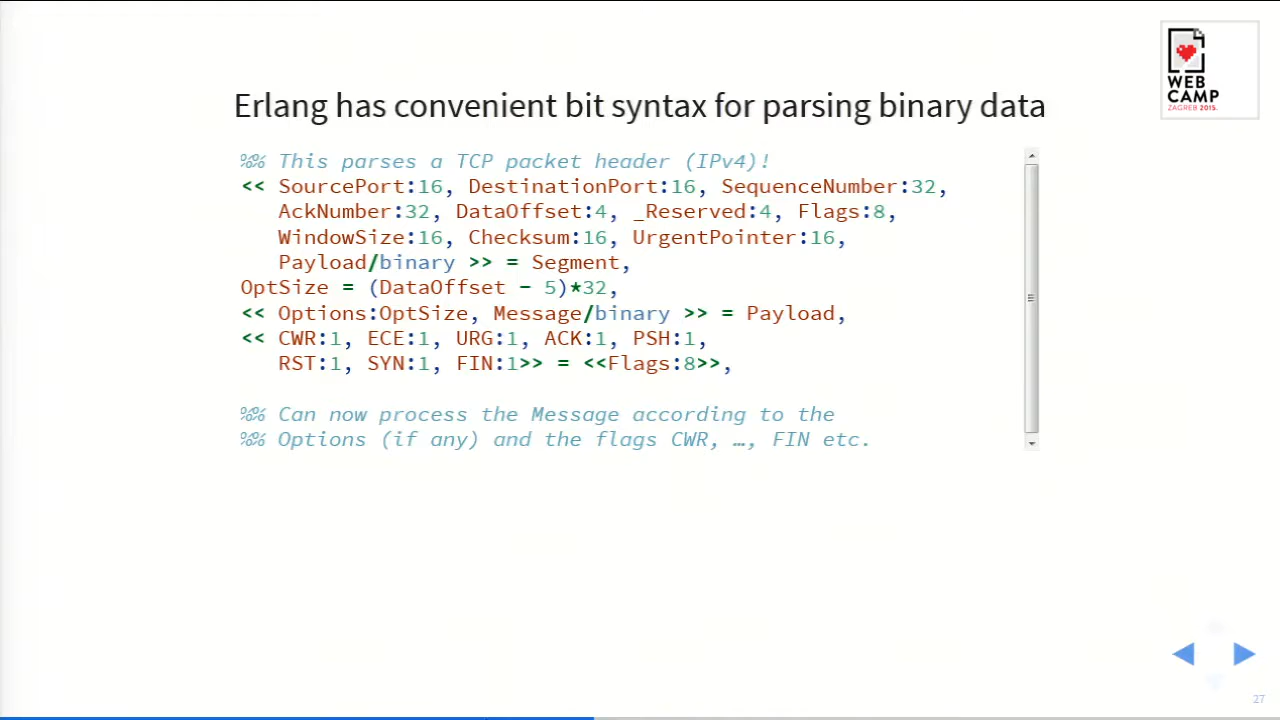 WEB
CAMP
ZAGREB 2015.
Erlang has convenient bit syntax for parsing binary data
%% This parses a TCP packet header (IPv4)!
<< SourcePort:16, DestinationPort:16, SequenceNumber:32,
AckNumber:32, DataOffset:4, _Reserved:4, Flags:8,
WindowSize:16, Checksum:16, UrgentPointer:16,
Payload/binary >> = Segment,
OptSize = (DataOffset - 5)*32,
<< Options:OptSize, Message/binary >> = Payload,
<< CWR:1, ECE:1, URG:1, ACK:1, PSH:1,
RST:1, SYN:1, FIN:1>> = <<Flags:8>>,
%% Can now process the Message according to the
%% Options (if any) and the flags CWR, …, FIN etc.
27